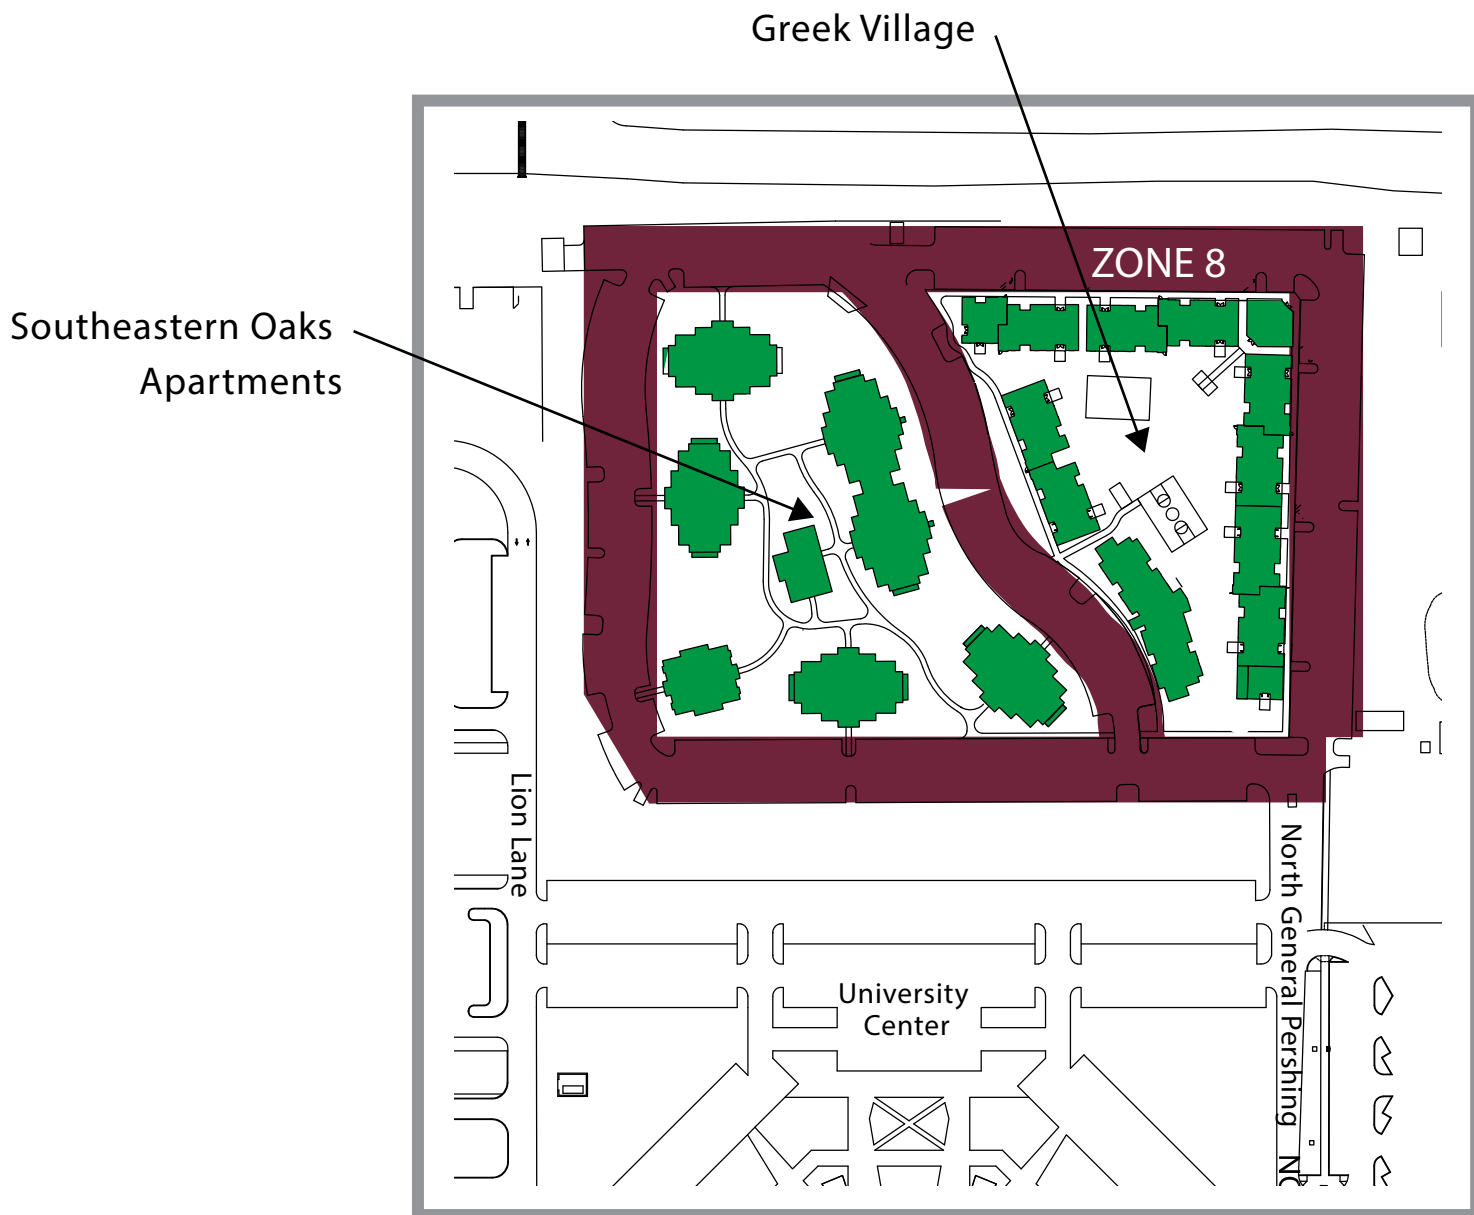 Greek Village
ZONE 8
Southeastern Oaks
Apartments
Lion Lane
North General Pershing
University
Center